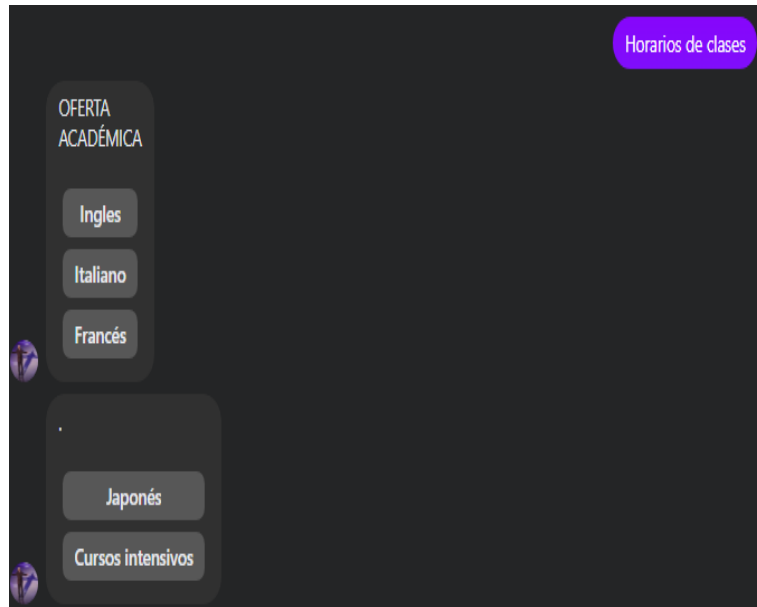 Horarios de clases
OFERTA
ACADÉMICA
Ingles
Italiano
Francés
.
Japonés
Cursos intensivos